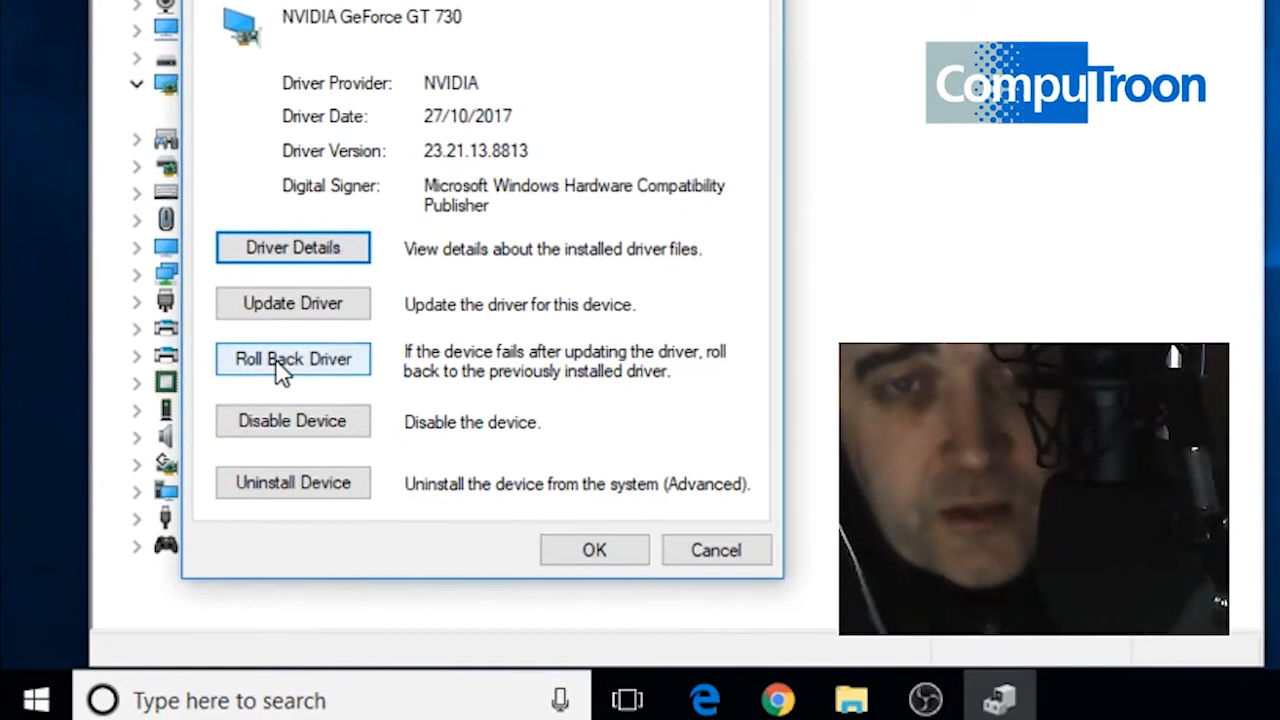 NVIDIA GeForce GT 730
CompuTroon
Driver Provider: NVIDIA
Driver Date: 27/10/2017
Driver Version: 23.21.13.8813
Digital Signer: Microsoft Windows Hardware Compatibility
Publisher
Driver Details View details about the installed driver files.
Update Driver Update the driver for this device.
Roll Back Driver If the device fails after updating the driver, roll
back to the previously installed driver.
Disable Device Disable the device.
Uninstall Device Uninstall the device from the system (Advanced).
OK Cancel
Type here to search